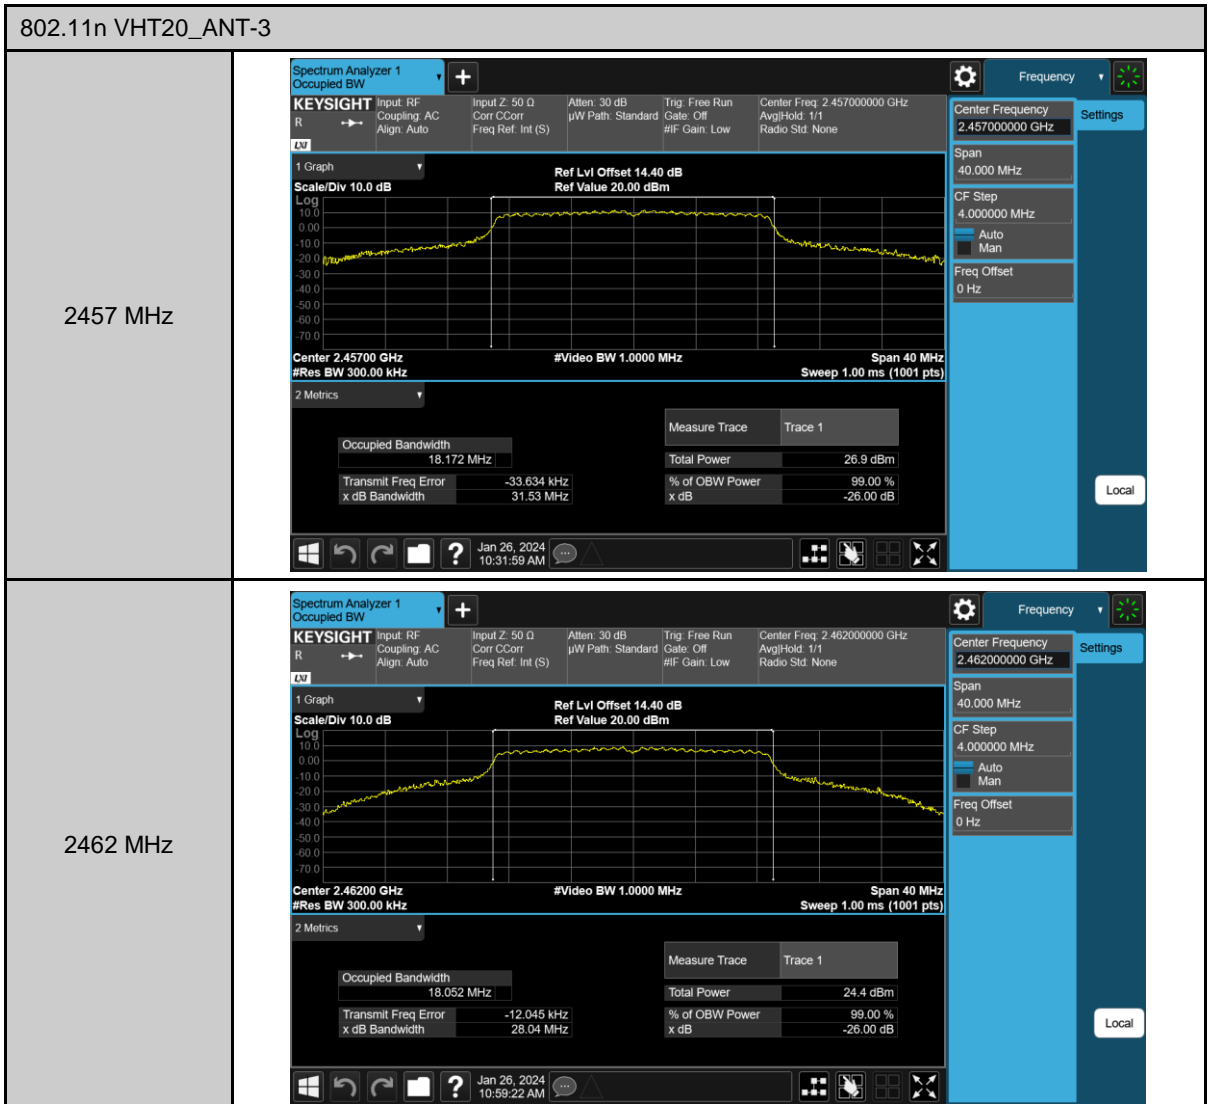 802.11n VHT20_ANT-3
2457 MHz
Spectrum Analyzer 1
Occupied BW
+
Frequency
KEYSIGHT
R
LXI
Input: RF
Coupling: AC
Align: Auto
Input Z: 50 Ω
Corr CCorr
Freq Ref: Int (S)
Atten: 30 dB
µW Path: Standard
Trig: Free Run
Gate: Off
#IF Gain: Low
Center Freq: 2.457000000 GHz
Avg|Hold: 1/1
Radio Std: None
Center Frequency
2.457000000 GHz
Settings
Span
40.000 MHz
CF Step
4.000000 MHz
Auto
Man
Freq Offset
0 Hz
Local
1 Graph
Scale/Div 10.0 dB
Ref Lvl Offset 14.40 dB
Ref Value 20.00 dBm
Log
10.0
0.00
-10.0
-20.0
-30.0
-40.0
-50.0
-60.0
-70.0
Center 2.45700 GHz
#Res BW 300.00 kHz
#Video BW 1.0000 MHz
Span 40 MHz
Sweep 1.00 ms (1001 pts)
2 Metrics
Measure Trace Trace 1
Occupied Bandwidth
18.172 MHz
Total Power 26.9 dBm
Transmit Freq Error -33.634 kHz
% of OBW Power 99.00 %
x dB Bandwidth 31.53 MHz
x dB -26.00 dB
?
Jan 26, 2024
10:31:59 AM
2462 MHz
Spectrum Analyzer 1
Occupied BW
+
Frequency
KEYSIGHT
R
LXI
Input: RF
Coupling: AC
Align: Auto
Input Z: 50 Ω
Corr CCorr
Freq Ref: Int (S)
Atten: 30 dB
µW Path: Standard
Trig: Free Run
Gate: Off
#IF Gain: Low
Center Freq: 2.462000000 GHz
Avg|Hold: 1/1
Radio Std: None
Center Frequency
2.462000000 GHz
Settings
Span
40.000 MHz
CF Step
4.000000 MHz
Auto
Man
Freq Offset
0 Hz
Local
1 Graph
Scale/Div 10.0 dB
Ref Lvl Offset 14.40 dB
Ref Value 20.00 dBm
Log
10.0
0.00
-10.0
-20.0
-30.0
-40.0
-50.0
-60.0
-70.0
Center 2.46200 GHz
#Res BW 300.00 kHz
#Video BW 1.0000 MHz
Span 40 MHz
Sweep 1.00 ms (1001 pts)
2 Metrics
Measure Trace Trace 1
Occupied Bandwidth
18.052 MHz
Total Power 24.4 dBm
Transmit Freq Error -12.045 kHz
% of OBW Power 99.00 %
x dB Bandwidth 28.04 MHz
x dB -26.00 dB
?
Jan 26, 2024
10:59:22 AM